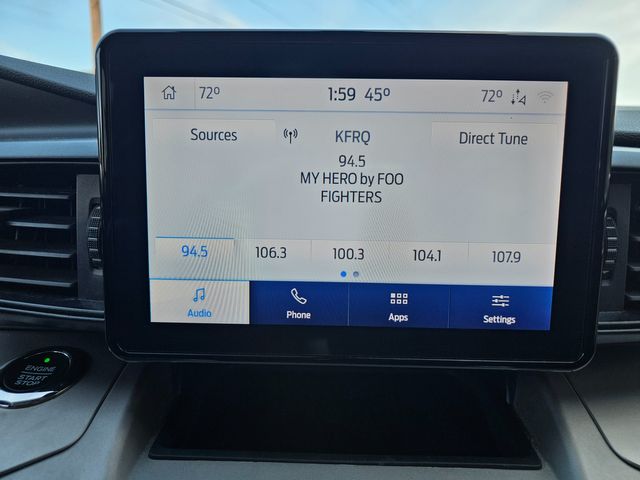 72° 1:59 45° 72°
Sources KFRQ Direct Tune
94.5
MY HERO by FOO
FIGHTERS
94.5 106.3 100.3 104.1 107.9
Audio Phone Apps Settings
ENGINE
START
STOP